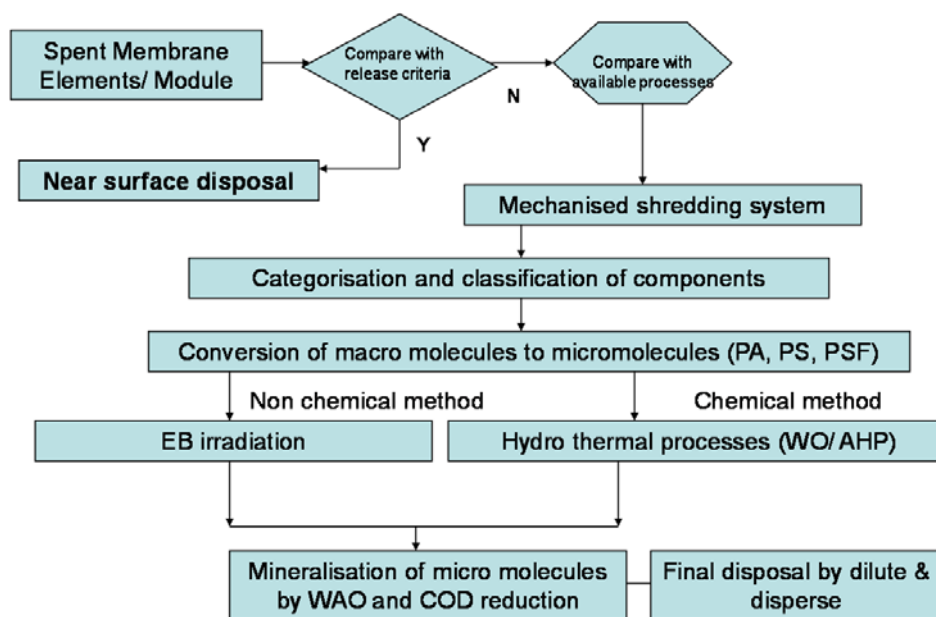 Spent Membrane
Elements/ Module
Compare with
release criteria
N
Compare with
available processes
Y
Near surface disposal
Mechanised shredding system
Categorisation and classification of components
Conversion of macro molecules to micromolecules (PA, PS, PSF)
Non chemical method
Chemical method
EB irradiation
Hydro thermal processes (WO/ AHP)
Mineralisation of micro molecules
by WAO and COD reduction
Final disposal by dilute &
disperse